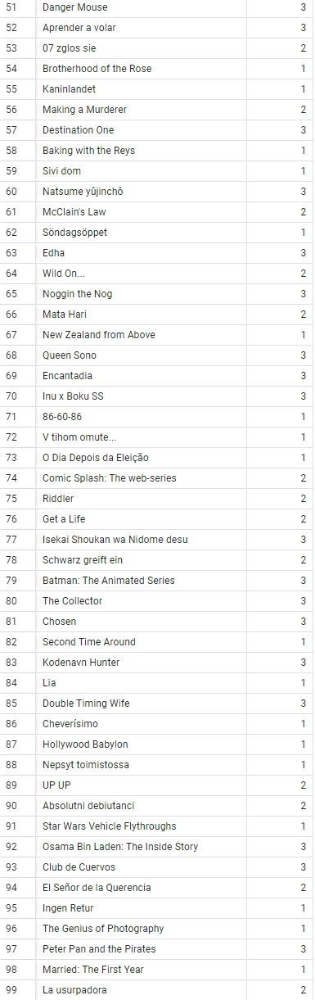 51 Danger Mouse 3
52 Aprender a volar 3
53 07 zglos sie 2
54 Brotherhood of the Rose 1
55 Kaninlandet 1
56 Making a Murderer 2
57 Destination One 3
58 Baking with the Reys 1
59 Sivi dom 1
60 Natsume yûjinchô 3
61 McClain's Law 2
62 Söndagsöppet 1
63 Edha 3
64 Wild On... 2
65 Noggin the Nog 3
66 Mata Hari 2
67 New Zealand from Above 1
68 Queen Sono 3
69 Encantadia 3
70 Inu x Boku SS 3
71 86-60-86 1
72 V tihom omute... 1
73 O Dia Depois da Eleição 1
74 Comic Splash: The web-series 2
75 Riddler 2
76 Get a Life 2
77 Isekai Shoukan wa Nidome desu 3
78 Schwarz greift ein 2
79 Batman: The Animated Series 3
80 The Collector 3
81 Chosen 3
82 Second Time Around 1
83 Kodenavn Hunter 3
84 Lia 1
85 Double Timing Wife 3
86 Cheverísimo 1
87 Hollywood Babylon 1
88 Nepsyt toimistossa 1
89 UP UP 2
90 Absolutni debiutanci 2
91 Star Wars Vehicle Flythroughs 1
92 Osama Bin Laden: The Inside Story 3
93 Club de Cuervos 3
94 El Señor de la Querencia 2
95 Ingen Retur 1
96 The Genius of Photography 1
97 Peter Pan and the Pirates 3
98 Married: The First Year 1
99 La usurpadora 2